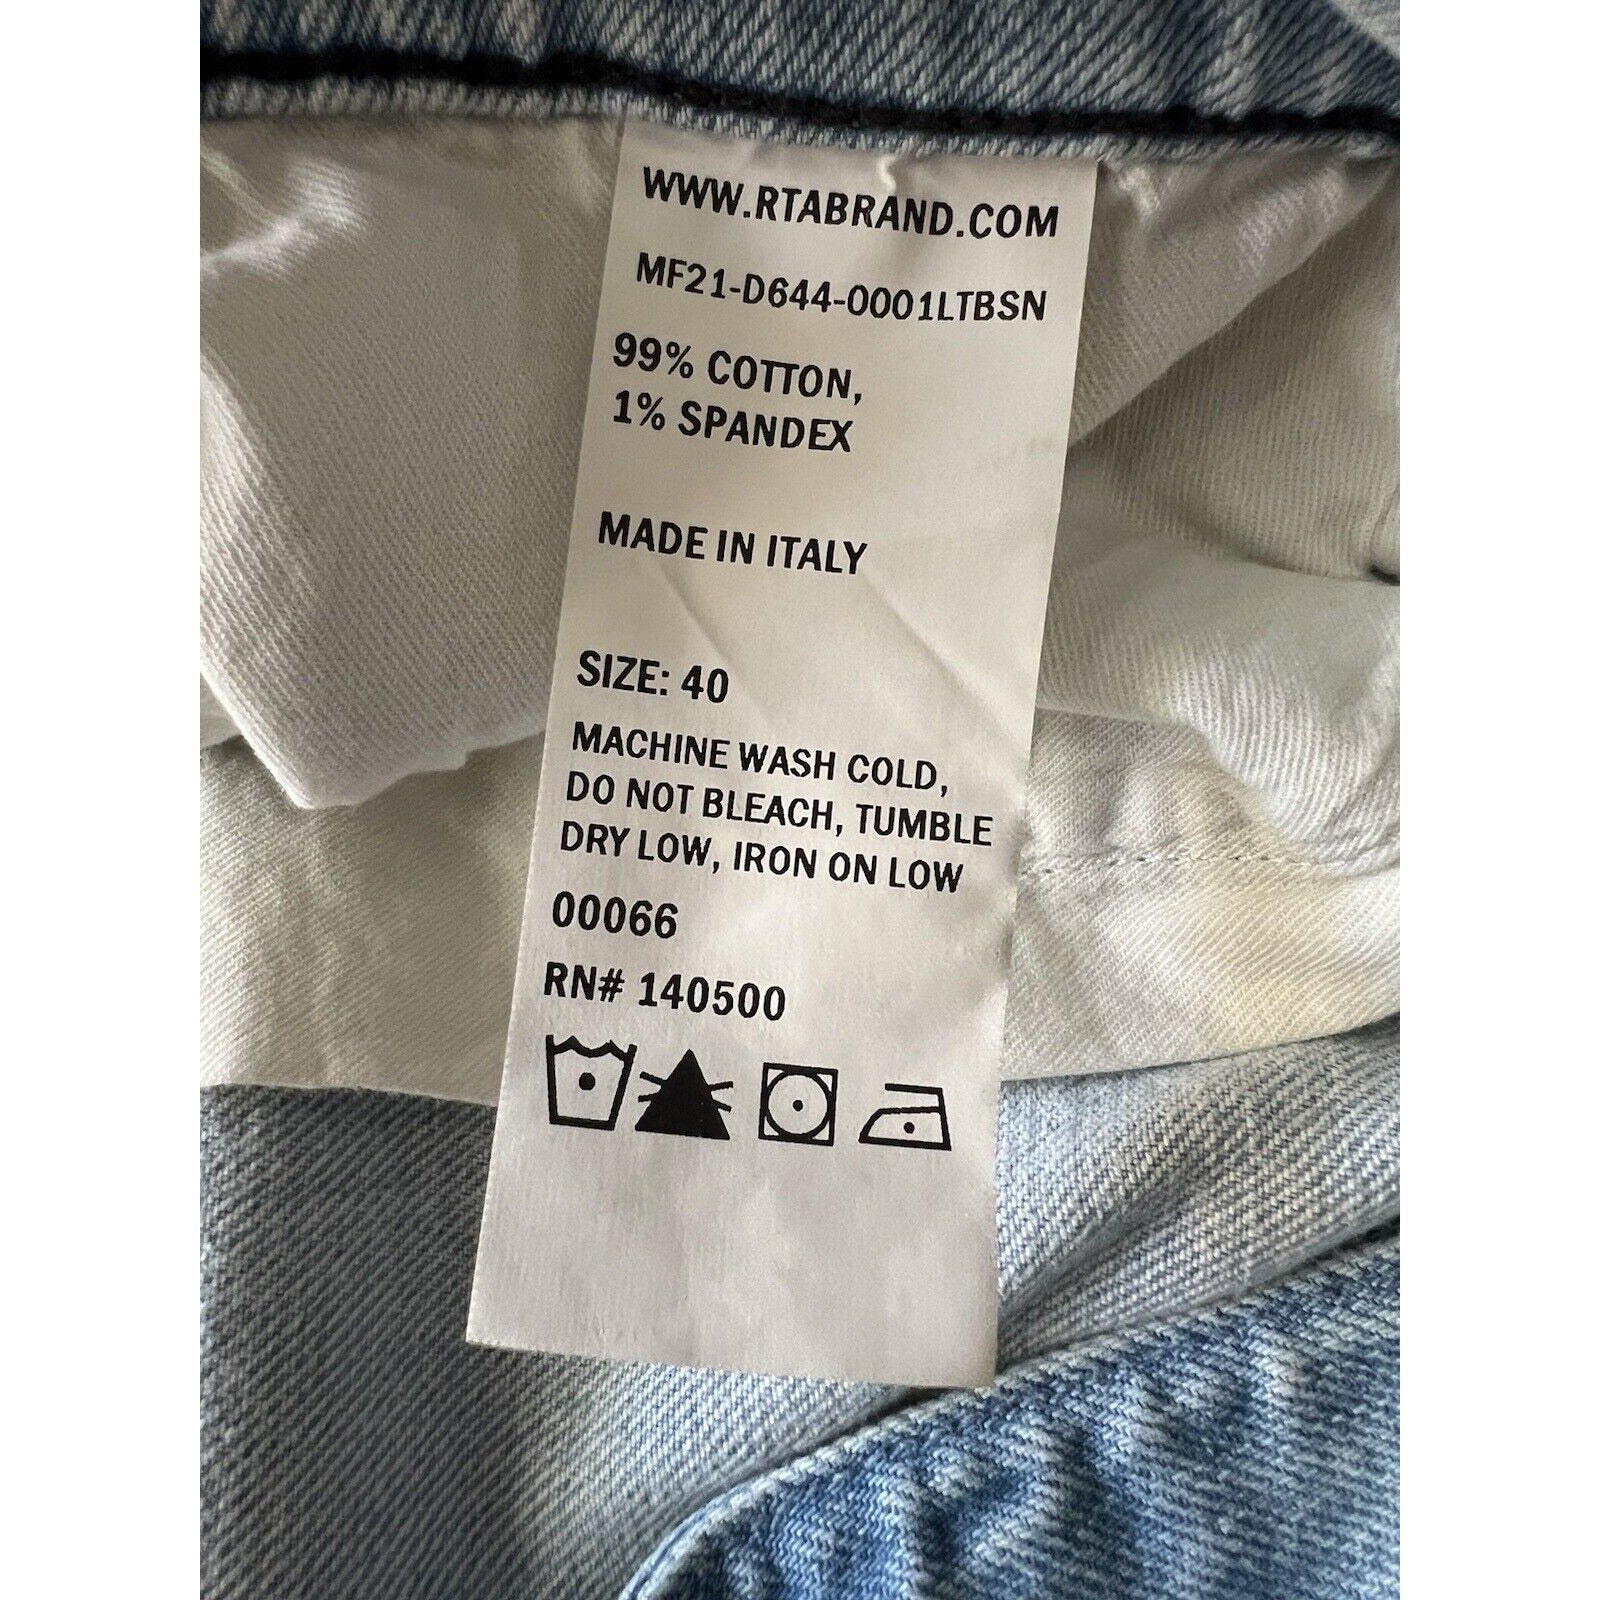 WWW.RTABRAND.COM
MF21-D644-0001LTBSN
99% COTTON,
1% SPANDEX
MADE IN ITALY
SIZE: 40
MACHINE WASH COLD,
DO NOT BLEACH, TUMBLE
DRY LOW, IRON ON LOW
00066
RN# 140500